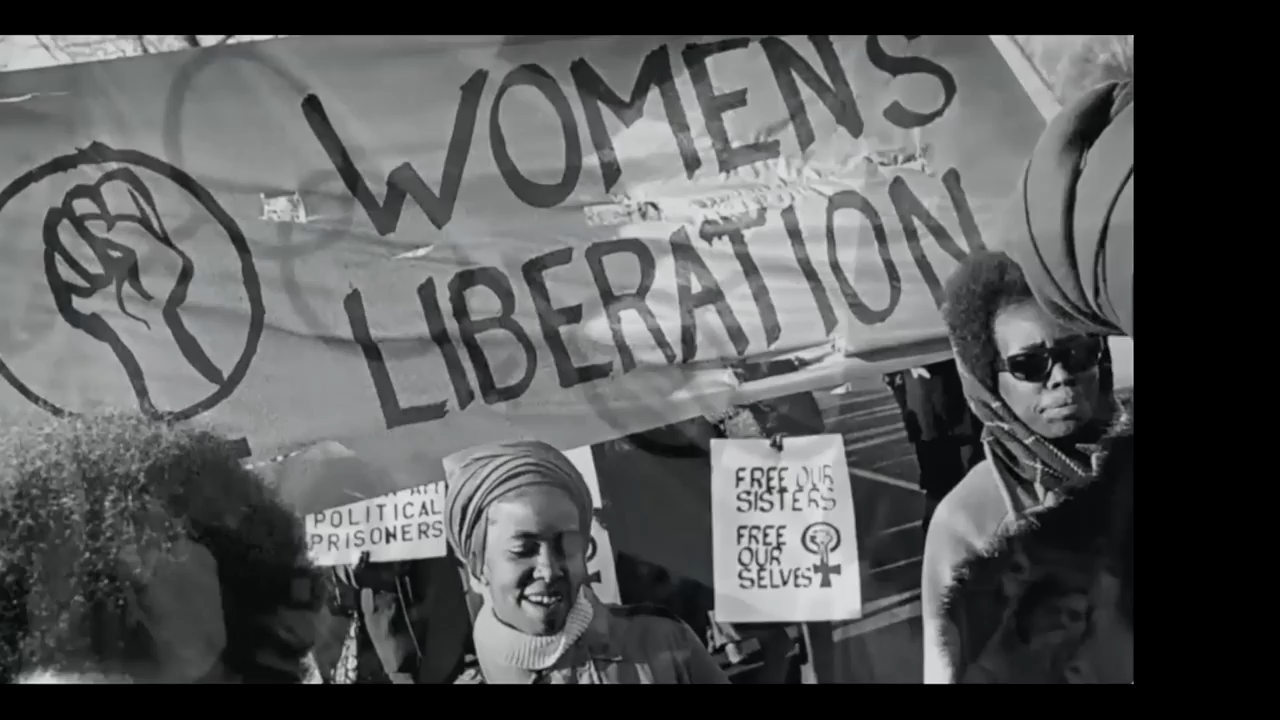 WOMENS
LIBERATION
POLITICAL
PRISONERS
FREE OUR
SISTERS
FREE
OUR
SELVES